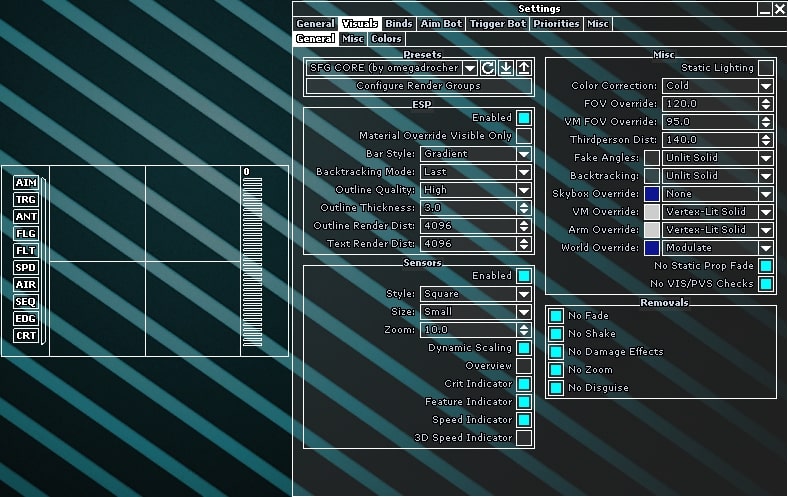 Settings
General Visuals Binds Aim Bot Trigger Bot Priorities Misc
General Misc Colors
Presets
SFG CORE (by omegadrocher
Configure Render Groups
ESP
Enabled
Material Override Visible Only
Bar Style: Gradient
Backtracking Mode: Last
Outline Quality: High
Outline Thickness: 3.0
Outline Render Dist: 4096
Text Render Dist: 4096
Sensors
Enabled
Style: Square
Size: Small
Zoom: 10.0
Dynamic Scaling
Overview
Crit Indicator
Feature Indicator
Speed Indicator
3D Speed Indicator
Misc
Static Lighting
Color Correction: Cold
FOV Override: 120.0
VM FOV Override: 95.0
Thirdperson Dist: 140.0
Fake Angles: Unlit Solid
Backtracking: Unlit Solid
Skybox Override: None
VM Override: Vertex-Lit Solid
Arm Override: Vertex-Lit Solid
World Override: Modulate
No Static Prop Fade
No VIS/PVS Checks
Removals
No Fade
No Shake
No Damage Effects
No Zoom
No Disguise
0
AIM
TRG
ANT
FLG
FLT
SPD
AIR
SEQ
EDG
CRT